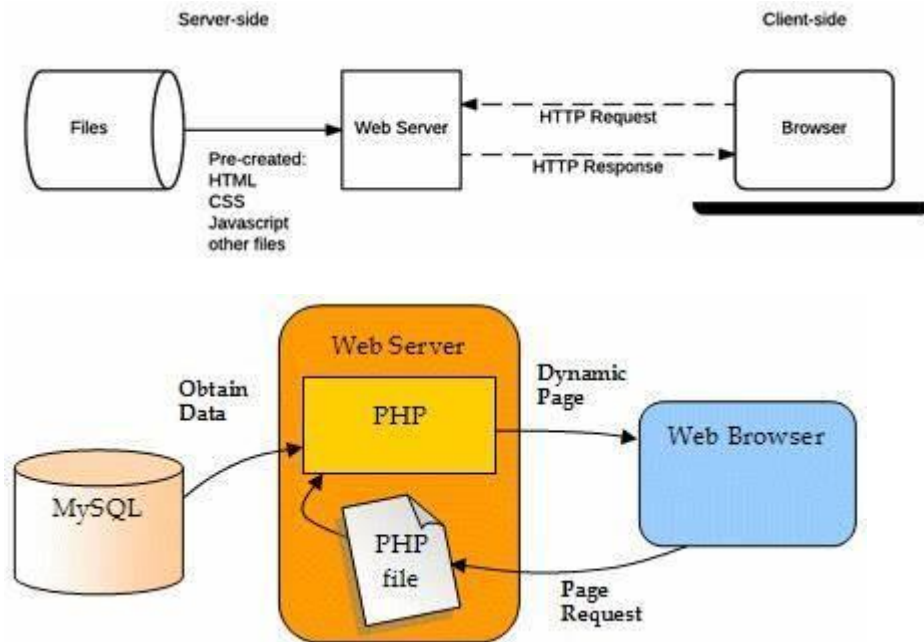 Server-side
Client-side
Files
Web Server
HTTP Request
HTTP Response
Browser
Pre-created:
HTML
CSS
Javascript
other files
Web Server
Obtain
Data
PHP
Dynamic
Page
Web Browser
MySQL
PHP
file
Page
Request